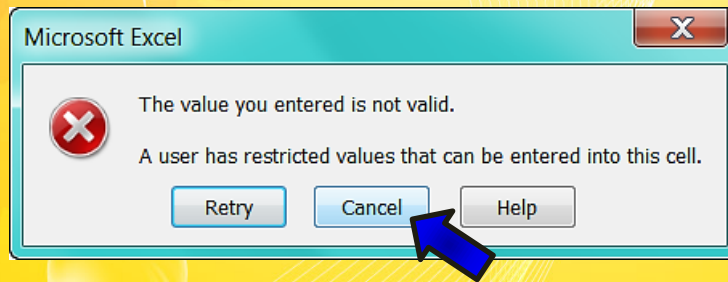 Microsoft Excel
X
The value you entered is not valid.
A user has restricted values that can be entered into this cell.
Retry Cancel Help